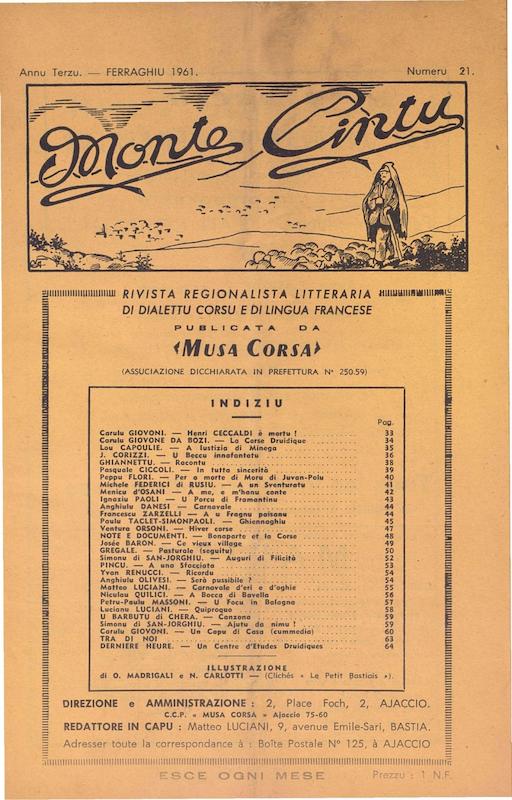 Annu Terzu. — FERRAGHIU 1961.
Numeru 21.
Monte Cintu
RIVISTA REGIONALISTA LITTERARIA
DI DIALETTU CORSU E DI LINGUA FRANCESE
PUBLICATA DA
«MUSA CORSA»
(ASSUCIAZIONE DICCHIARATA IN PREFETTURA N° 250.59)
INDIZIU
Pag.
Carulu GIOVONI. — Henri CECCALDI è mortu ! 33
Carulu GIOVONE DA BOZI. — La Corse Druidique 34
Lou CAPOULIE. — A Iustizia di Minega 35
J. CORIZZI. — U Beccu innafantatu 36
GHIANNETTU. — Racontu 38
Pasquale CICCOLI. — In tutta sincerità 39
Peppu FLORI. — Per a morte di Moru di Juvan-Polu 40
Michele FEDERICI di RUSIU. — A un Sventuratu 41
Menicu d'OSANI — A me, e m'hanu conte 42
Ignaziu PAOLI — U Porcu di Framantinu 43
Anghiulu DANESI — Carnavale 44
Francescu ZARZELLI — A u Fragnu paisanu 44
Paulu TACLET-SIMONPAOLI. — Ghiennaghiu 45
Ventura ORSONI. — Hiver corse 47
NOTE E DOCUMENTI. — Bonaparte et la Corse 48
Josée BARON. — Ce vieux village 49
GREGALE. — Pasturale (seguitu) 50
Simonu di SAN-JORGHIU. — Auguri di Filicità 52
PINCU. — A una Sfacciata 53
Yvan RENUCCI. — Ricordu 54
Anghiulu OLIVESI. — Serà pussibile ? 54
Matteu LUCIANI. — Carnovale d'eri e d'oghie 55
Niculau QUILICI. — A Bocca di Bavella 56
Petru-Paulu MASSONI. — U Focu in Balagna 57
Lucianu LUCIANI. — Quiproquo 58
U BARBUTU di CHERA. — Canzona 59
Simonu di SAN-JORGHIU. — Ajutu da nimu ! 59
Carulu GIOVONI. — Un Capu di Casa (cummedia) 60
TRA DI NOI 63
DERNIERE HEURE. — Un Centre d'Etudes Druidiques 64
ILLUSTRAZIONE
di O. MADRIGALI e N. CARLOTTI — (Clichés « Le Petit Bastiais »).
DIREZIONE e AMMINISTRAZIONE : 2, Place Foch, 2, AJACCIO.
C.C.P. « MUSA CORSA » Ajaccio 75-60
REDATTORE IN CAPU : Matteo LUCIANI, 9, avenue Emile-Sari, BASTIA.
Adresser toute la correspondance à : Boîte Postale N° 125, à AJACCIO
ESCE OGNI MESE
Prezzu : 1 N.F.